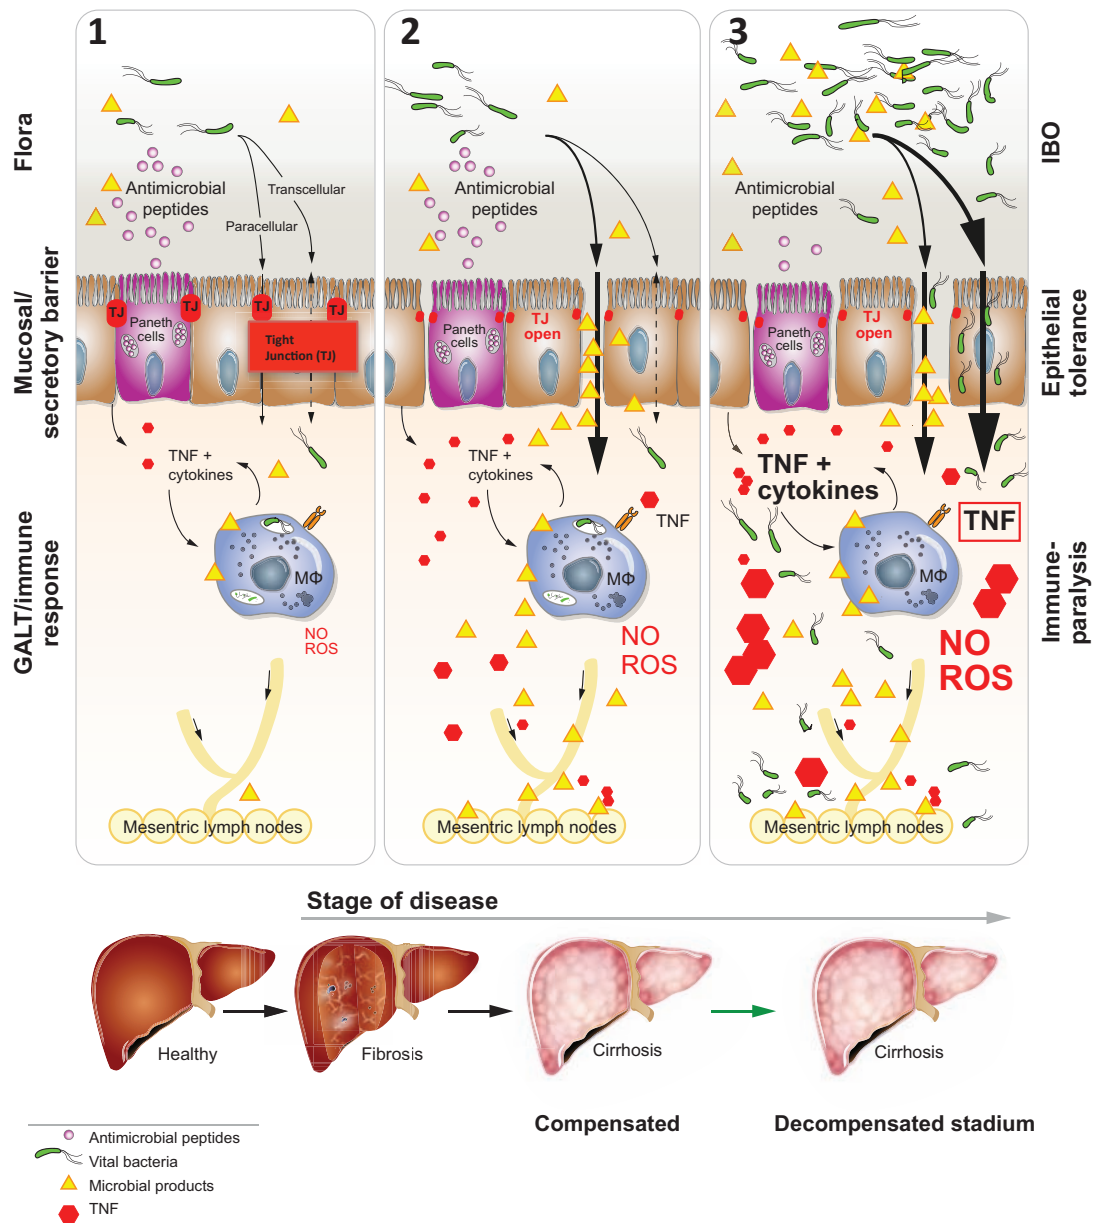 1
Flora
Mucosal/
secretory barrier
GALT/immune
response
Antimicrobial
peptides
Transcellular
Paracellular
TJ
TJ
TJ
TJ
Paneth
cells
Tight
Junction (TJ)
TNF +
cytokines
MΦ
NO
ROS
Mesentric lymph nodes
2
Antimicrobial
peptides
Paneth
cells
TJ
open
TNF +
cytokines
TNF
MΦ
NO
ROS
Mesentric lymph nodes
3
IBO
Epithelial
tolerance
Immune-
paralysis
Antimicrobial
peptides
Paneth
cells
TJ
open
TNF +
cytokines
TNF
MΦ
NO
ROS
Mesentric lymph nodes
Stage of disease
Healthy
Fibrosis
Cirrhosis
Cirrhosis
Compensated
Decompensated stadium
Antimicrobial peptides
Vital bacteria
Microbial products
TNF